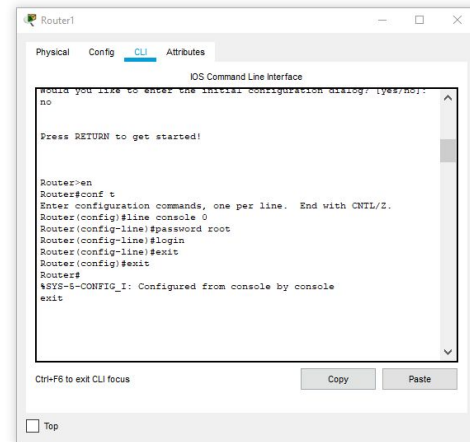 Router1
Physical Config CLI Attributes
IOS Command Line Interface
Would you like to enter the initial configuration dialog? [yes/no]:
no
Press RETURN to get started!
Router>en
Router#conf t
Enter configuration commands, one per line. End with CNTL/Z.
Router(config)#line console 0
Router(config-line)#password root
Router(config-line)#login
Router(config-line)#exit
Router(config)#exit
Router#
%SYS-5-CONFIG_I: Configured from console by console
exit
Ctrl+F6 to exit CLI focus
Copy Paste
Top